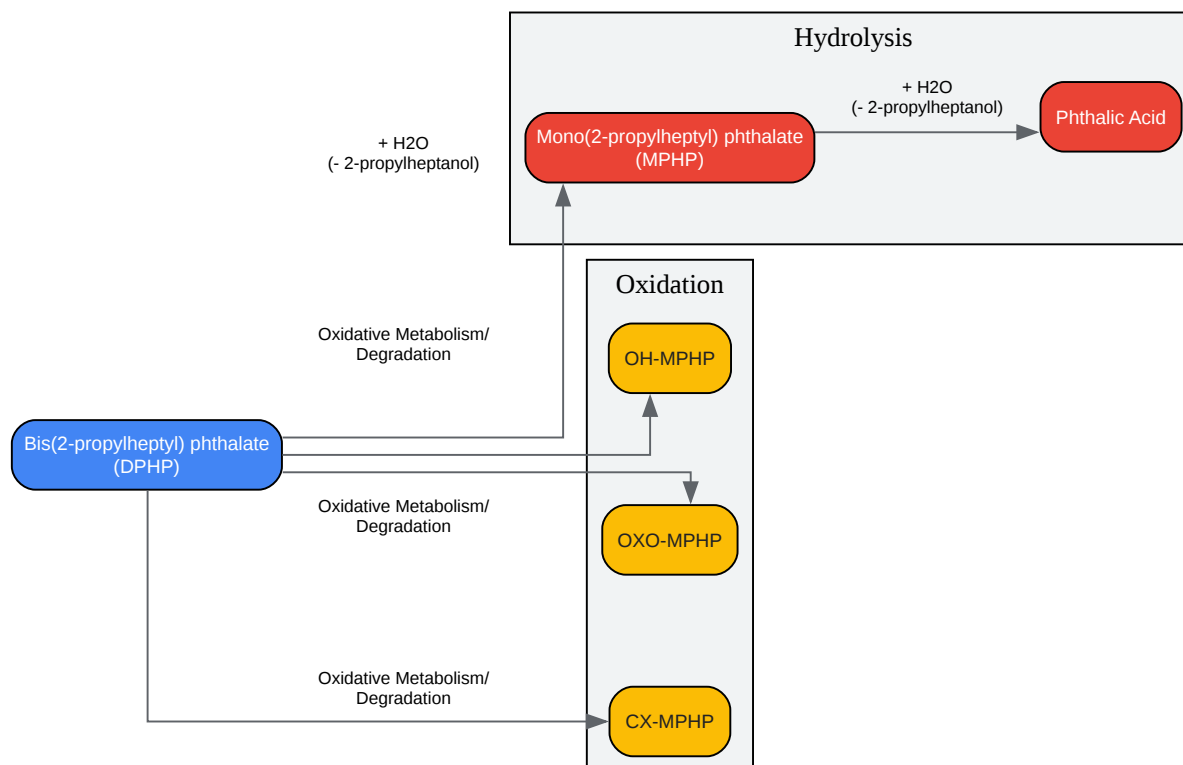 Hydrolysis
+ H2O
(- 2-propylheptanol)
Phthalic Acid
Mono(2-propylheptyl) phthalate
(MPHP)
+ H2O
(- 2-propylheptanol)
Oxidation
Oxidative Metabolism/
Degradation
OH-MPHP
Bis(2-propylheptyl) phthalate
(DPHP)
Oxidative Metabolism/
Degradation
OXO-MPHP
Oxidative Metabolism/
Degradation
CX-MPHP